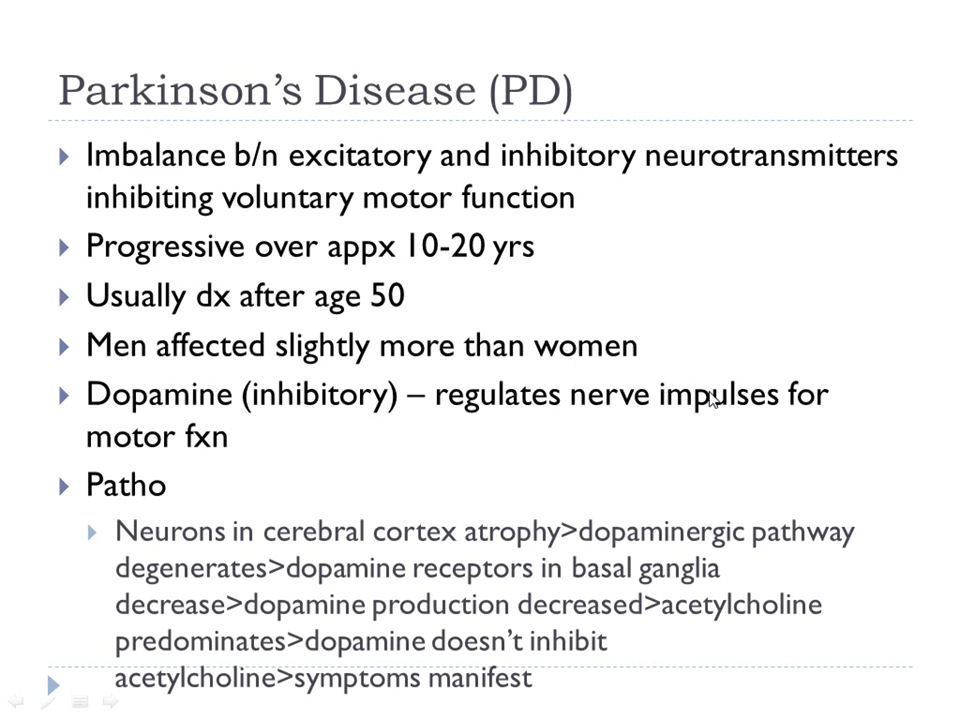 Parkinson's Disease (PD)
Imbalance b/n excitatory and inhibitory neurotransmitters
inhibiting voluntary motor function
Progressive over appx 10-20 yrs
Usually dx after age 50
Men affected slightly more than women
Dopamine (inhibitory) – regulates nerve impulses for
motor fxn
Patho
Neurons in cerebral cortex atrophy>dopaminergic pathway
degenerates>dopamine receptors in basal ganglia
decrease>dopamine production decreased>acetylcholine
predominates>dopamine doesn't inhibit
acetylcholine>symptoms manifest